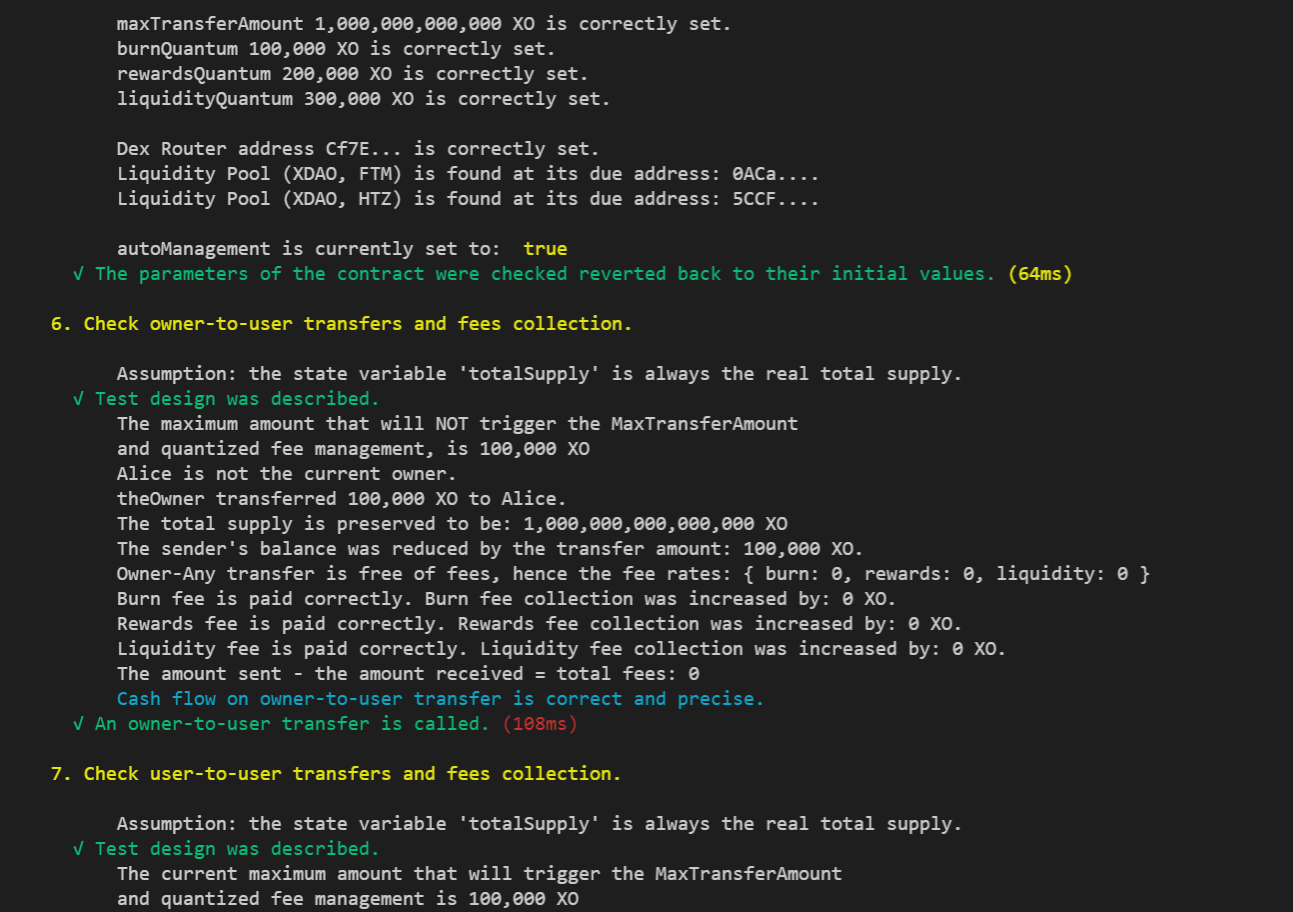 maxTransferAmount 1,000,000,000,000 XO is correctly set.
burnQuantum 100,000 XO is correctly set.
rewardsQuantum 200,000 XO is correctly set.
liquidityQuantum 300,000 XO is correctly set.
Dex Router address Cf7E... is correctly set.
Liquidity Pool (XDAO, FTM) is found at its due address: 0ACa....
Liquidity Pool (XDAO, HTZ) is found at its due address: 5CCF....
autoManagement is currently set to:  true
√ The parameters of the contract were checked reverted back to their initial values. (64ms)
6. Check owner-to-user transfers and fees collection.
Assumption: the state variable 'totalSupply' is always the real total supply.
√ Test design was described.
The maximum amount that will NOT trigger the MaxTransferAmount
and quantized fee management, is 100,000 XO
Alice is not the current owner.
theOwner transferred 100,000 XO to Alice.
The total supply is preserved to be: 1,000,000,000,000,000 XO
The sender's balance was reduced by the transfer amount: 100,000 XO.
Owner-Any transfer is free of fees, hence the fee rates: { burn: 0, rewards: 0, liquidity: 0 }
Burn fee is paid correctly. Burn fee collection was increased by: 0 XO.
Rewards fee is paid correctly. Rewards fee collection was increased by: 0 XO.
Liquidity fee is paid correctly. Liquidity fee collection was increased by: 0 XO.
The amount sent - the amount received = total fees: 0
Cash flow on owner-to-user transfer is correct and precise.
√ An owner-to-user transfer is called. (108ms)
7. Check user-to-user transfers and fees collection.
Assumption: the state variable 'totalSupply' is always the real total supply.
√ Test design was described.
The current maximum amount that will trigger the MaxTransferAmount
and quantized fee management is 100,000 XO